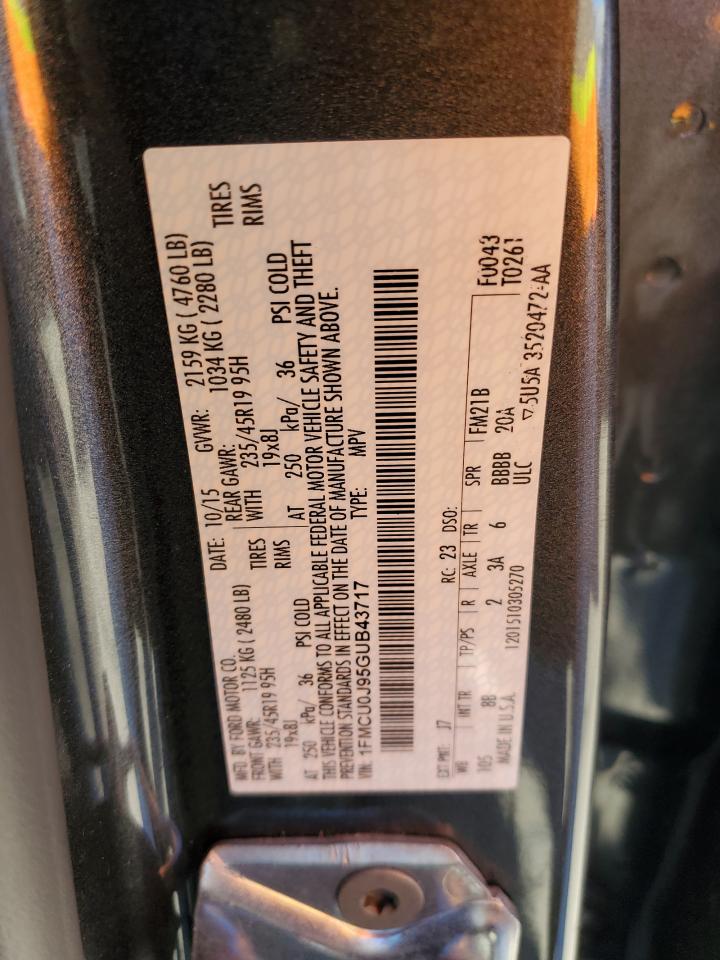 MFD. BY FORD MOTOR CO.
DATE: 10/15 GVWR: 2159 KG ( 4760 LB)
FRONT GAWR: 1125 KG ( 2480 LB) REAR GAWR: 1034 KG ( 2280 LB)
WITH 235/45R19 95H TIRES WITH 235/45R19 95H TIRES
19x8J RIMS 19x8J RIMS
AT 250 kPa/ 36 PSI COLD AT 250 kPa/ 36 PSI COLD
THIS VEHICLE CONFORMS TO ALL APPLICABLE FEDERAL MOTOR VEHICLE SAFETY AND THEFT
PREVENTION STANDARDS IN EFFECT ON THE DATE OF MANUFACTURE SHOWN ABOVE.
VIN: 1FMCU0J95GUB43717 TYPE: MPV
EXT PNT: J7 RC: 23 DSO: FU043
WB INT TR TP/PS R AXLE TR SPR FM21B T0261
105 8B 2 3A 6 BBBB 20A
MADE IN U.S.A. 1201510305270 ULC ▽5U5A 3520472-AA